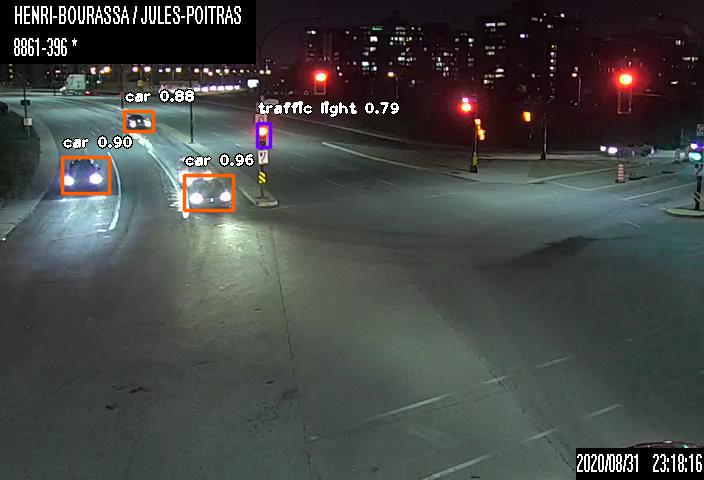 HENRI-BOURASSA / JULES-POITRAS
8861-396 *
car 0.88
traffic light 0.79
car 0.90
car 0.96
2020/08/31 23:18:16